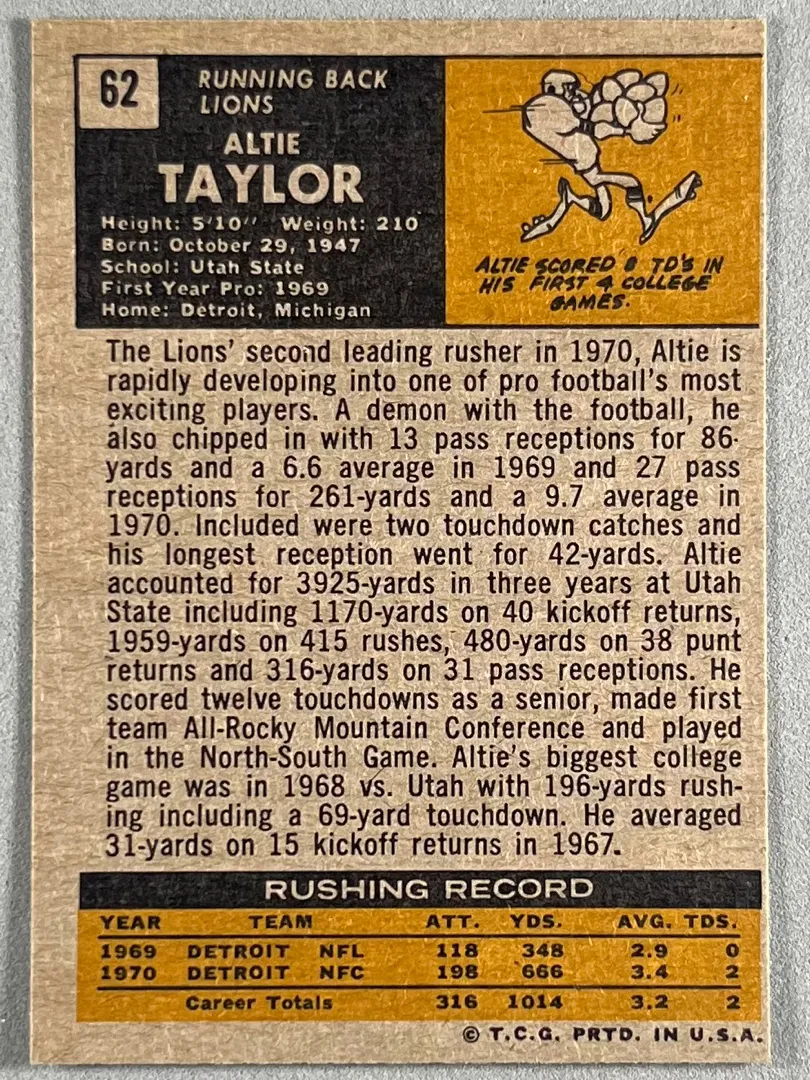 62
RUNNING BACK
LIONS
ALTIE
TAYLOR
Height: 5'10" Weight: 210
Born: October 29, 1947
School: Utah State
First Year Pro: 1969
Home: Detroit, Michigan
ALTIE SCORED 8 TD'S IN
HIS FIRST 4 COLLEGE
GAMES.
The Lions' second leading rusher in 1970, Altie is
rapidly developing into one of pro football's most
exciting players. A demon with the football, he
also chipped in with 13 pass receptions for 86-
yards and a 6.6 average in 1969 and 27 pass
receptions for 261-yards and a 9.7 average in
1970. Included were two touchdown catches and
his longest reception went for 42-yards. Altie
accounted for 3925-yards in three years at Utah
State including 1170-yards on 40 kickoff returns,
1959-yards on 415 rushes, 480-yards on 38 punt
returns and 316-yards on 31 pass receptions. He
scored twelve touchdowns as a senior, made first
team All-Rocky Mountain Conference and played
in the North-South Game. Altie's biggest college
game was in 1968 vs. Utah with 196-yards rush-
ing including a 69-yard touchdown. He averaged
31-yards on 15 kickoff returns in 1967.
RUSHING RECORD
YEAR TEAM ATT. YDS. AVG. TDS.
1969 DETROIT NFL 118 348 2.9 0
1970 DETROIT NFC 198 666 3.4 2
Career Totals 316 1014 3.2 2
© T.C.G. PRTD. IN U.S.A.